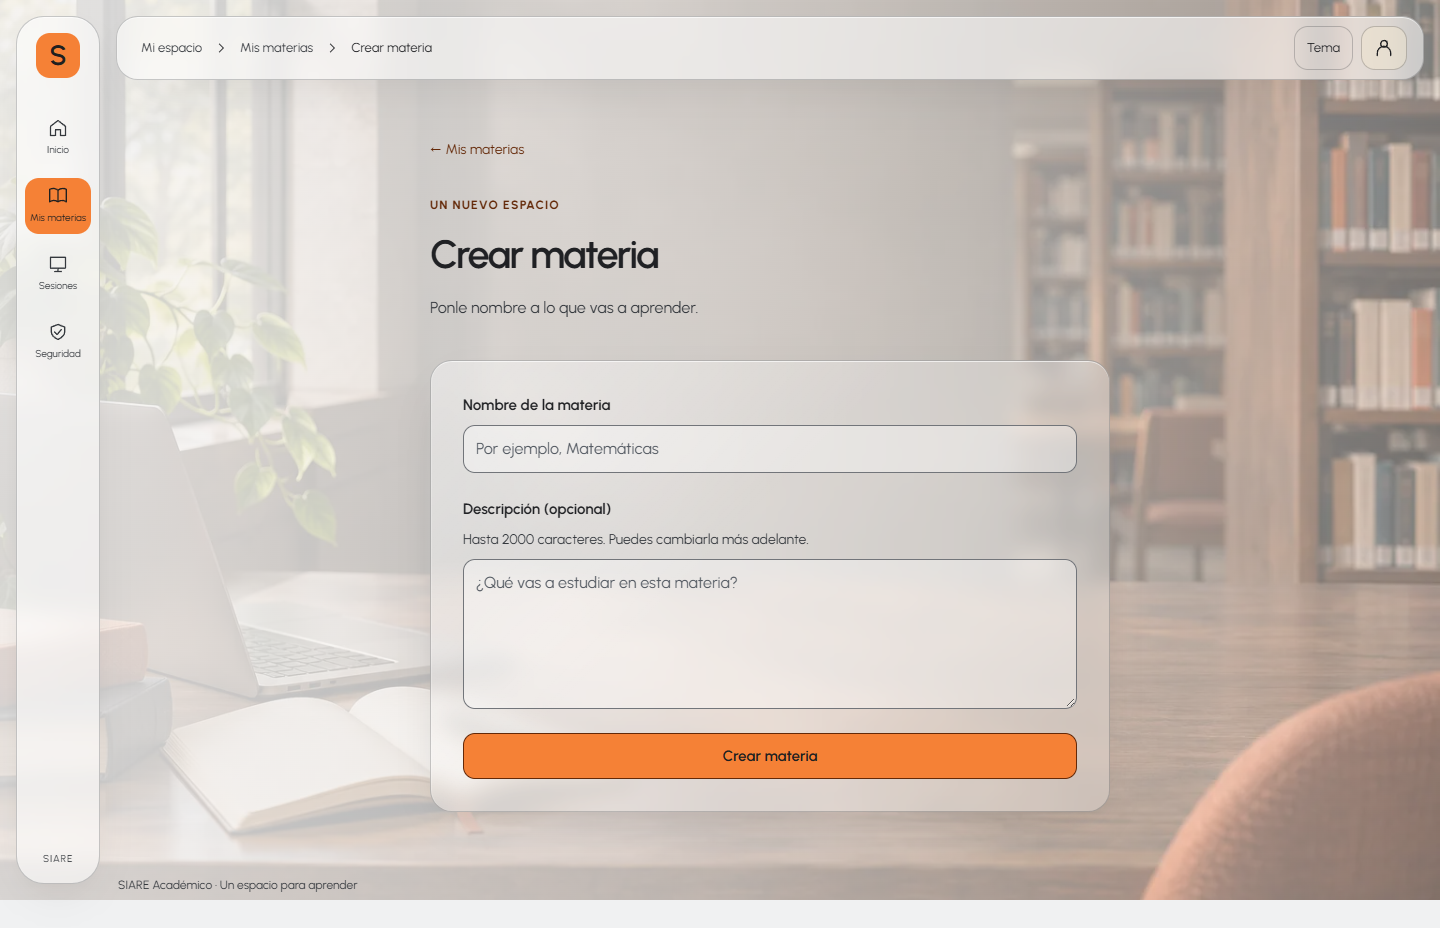 S
Inicio
Mis materias
Sesiones
Seguridad
SIARE
Mi espacio > Mis materias > Crear materia
Tema
← Mis materias
UN NUEVO ESPACIO
Crear materia
Ponle nombre a lo que vas a aprender.
Nombre de la materia
Por ejemplo, Matemáticas
Descripción (opcional)
Hasta 2000 caracteres. Puedes cambiarla más adelante.
¿Qué vas a estudiar en esta materia?
Crear materia
SIARE Académico · Un espacio para aprender